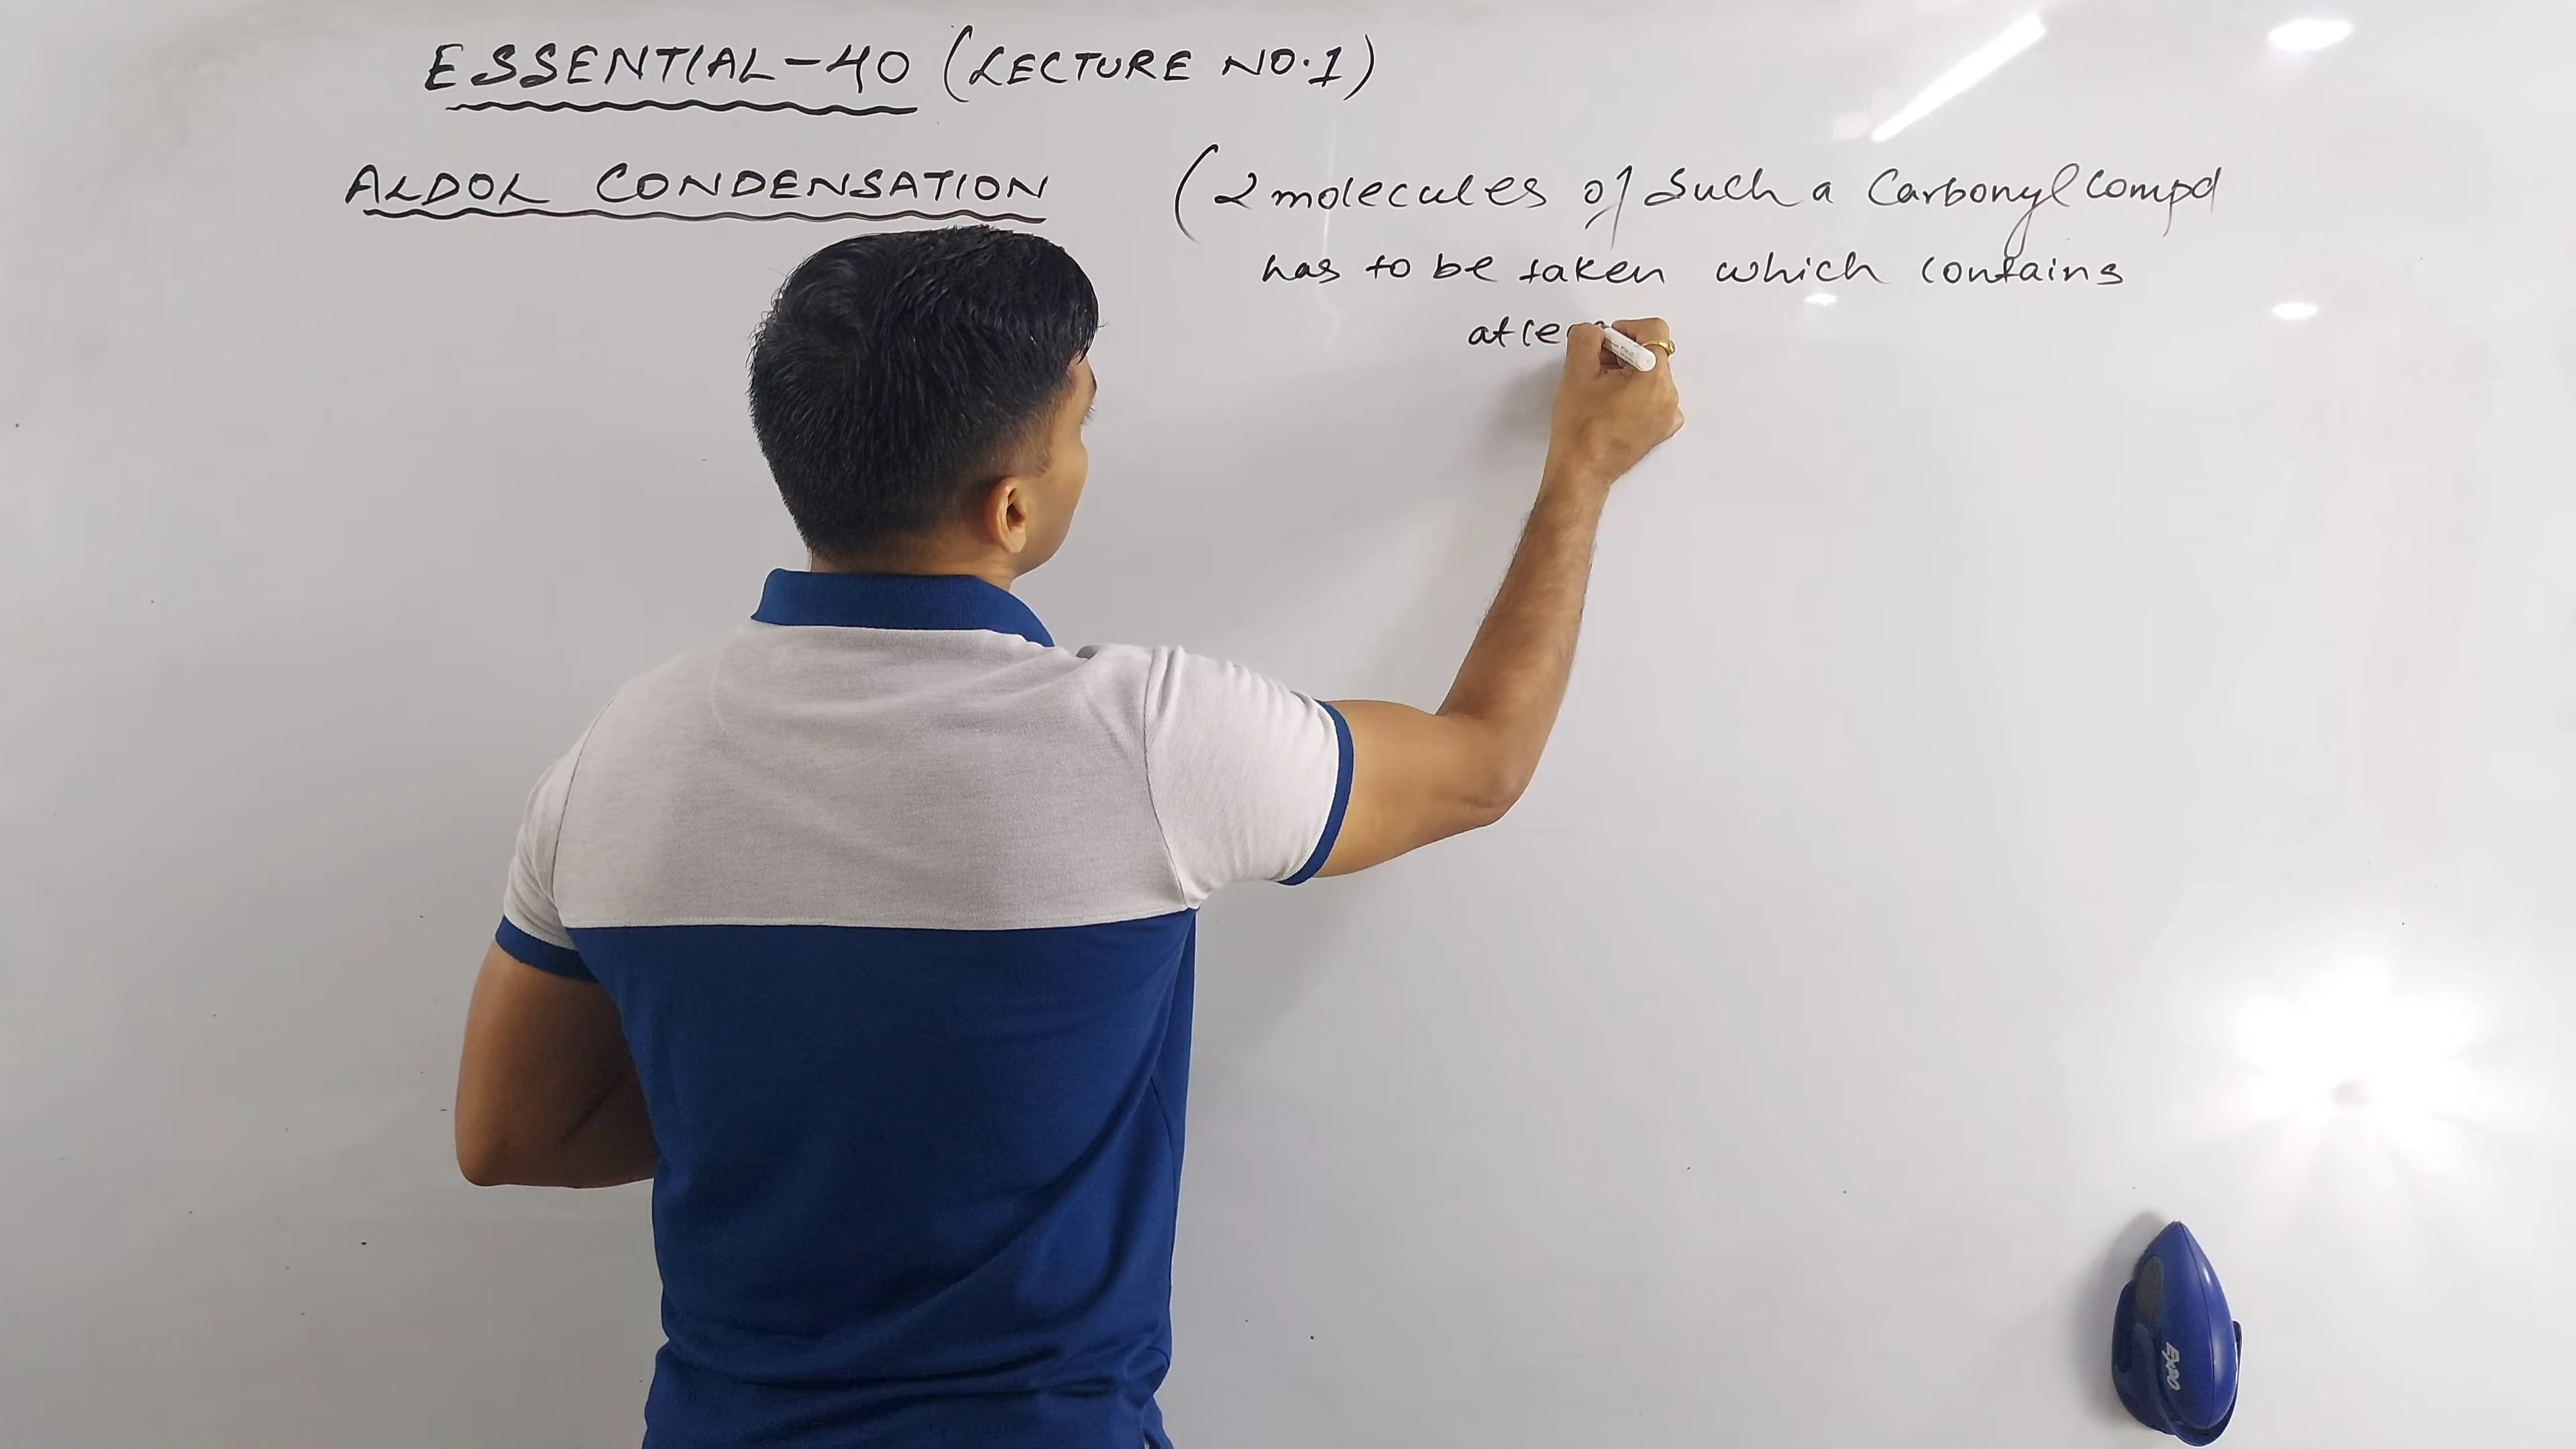 ESSENTIAL-40 (LECTURE NO.1)
ALDOL CONDENSATION
(2 molecules of such a Carbonyl compd
has to be taken which contains
EXPO